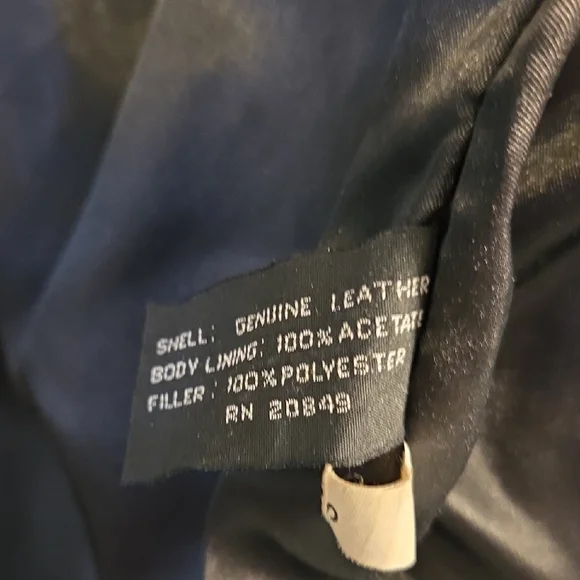 SHELL: GENUINE LEATHER
BODY LINING: 100% ACETATE
FILLER: 100% POLYESTER
RN 20849